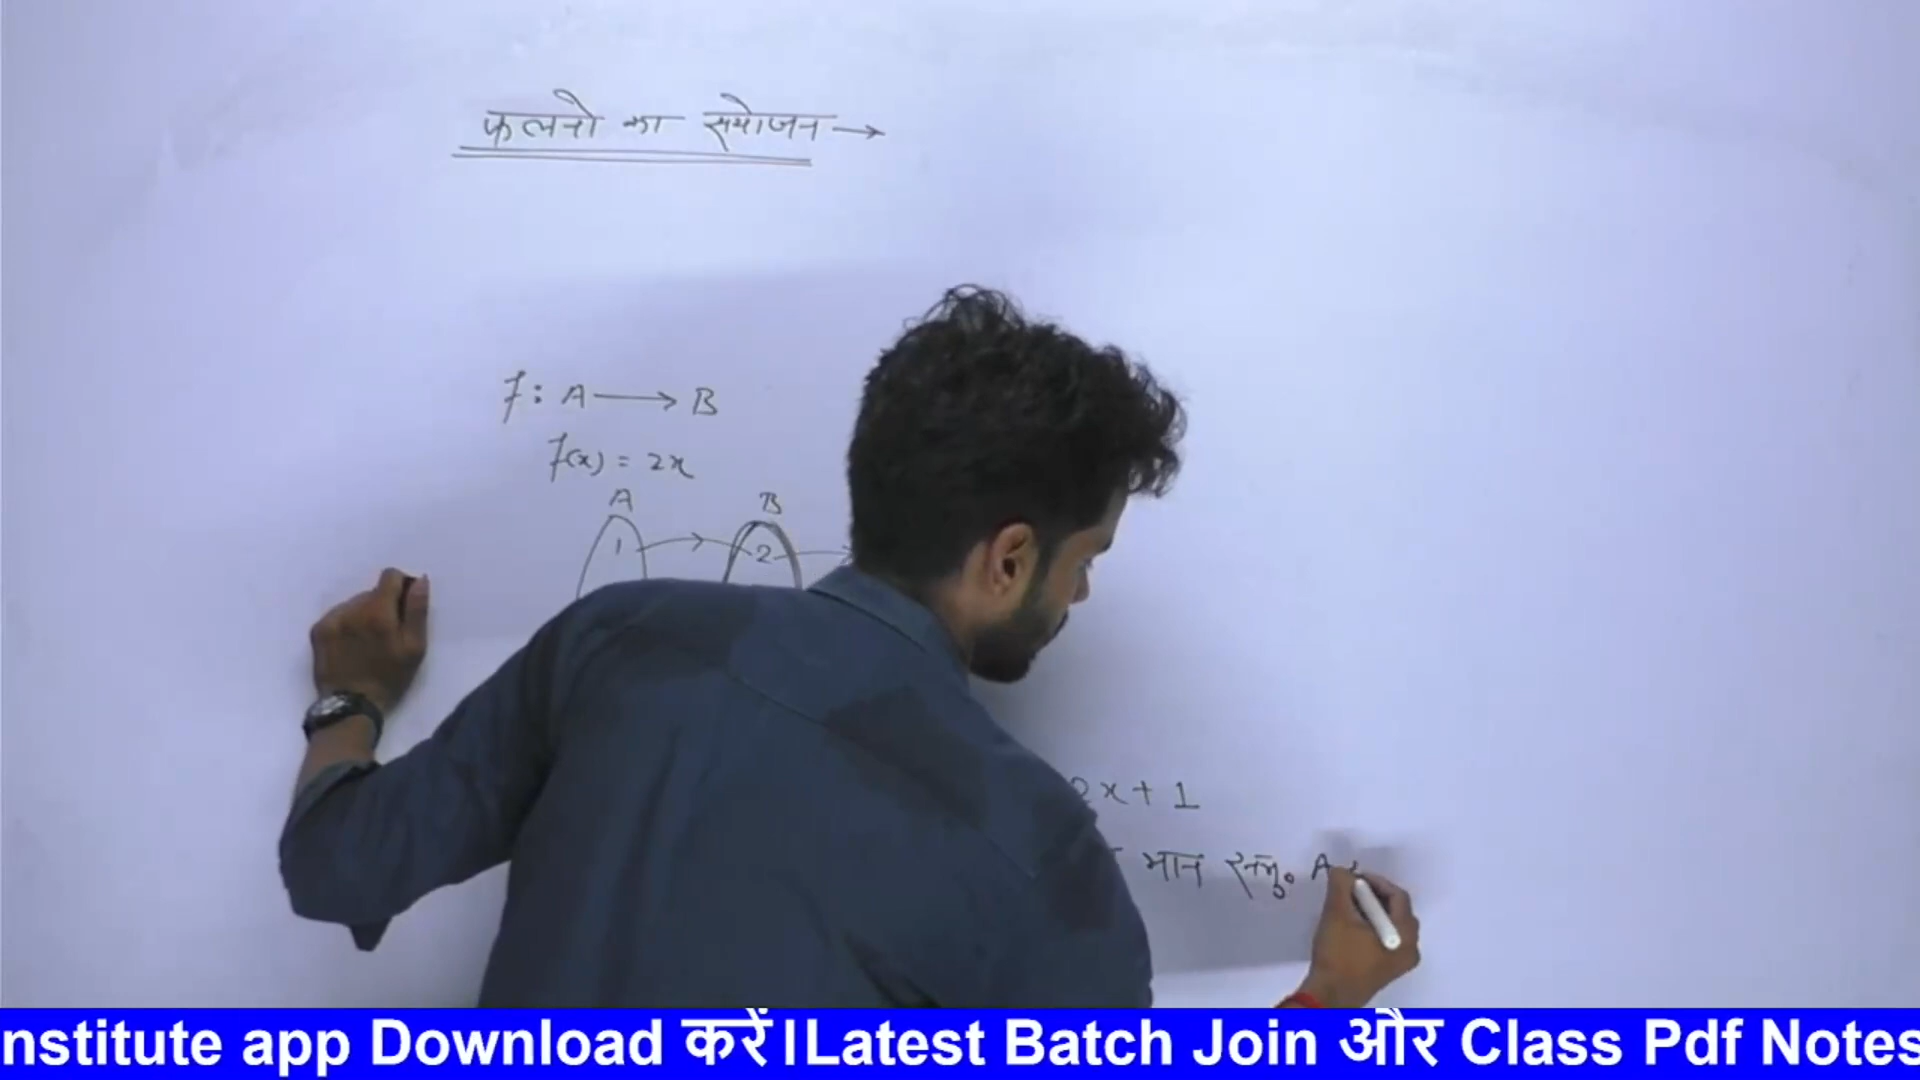 फलनो का संयोजन →
f: A → B
f(x) = 2x
A B
1 2
2x + 1
मान समु० A
nstitute app Download करें।Latest Batch Join और Class Pdf Notes